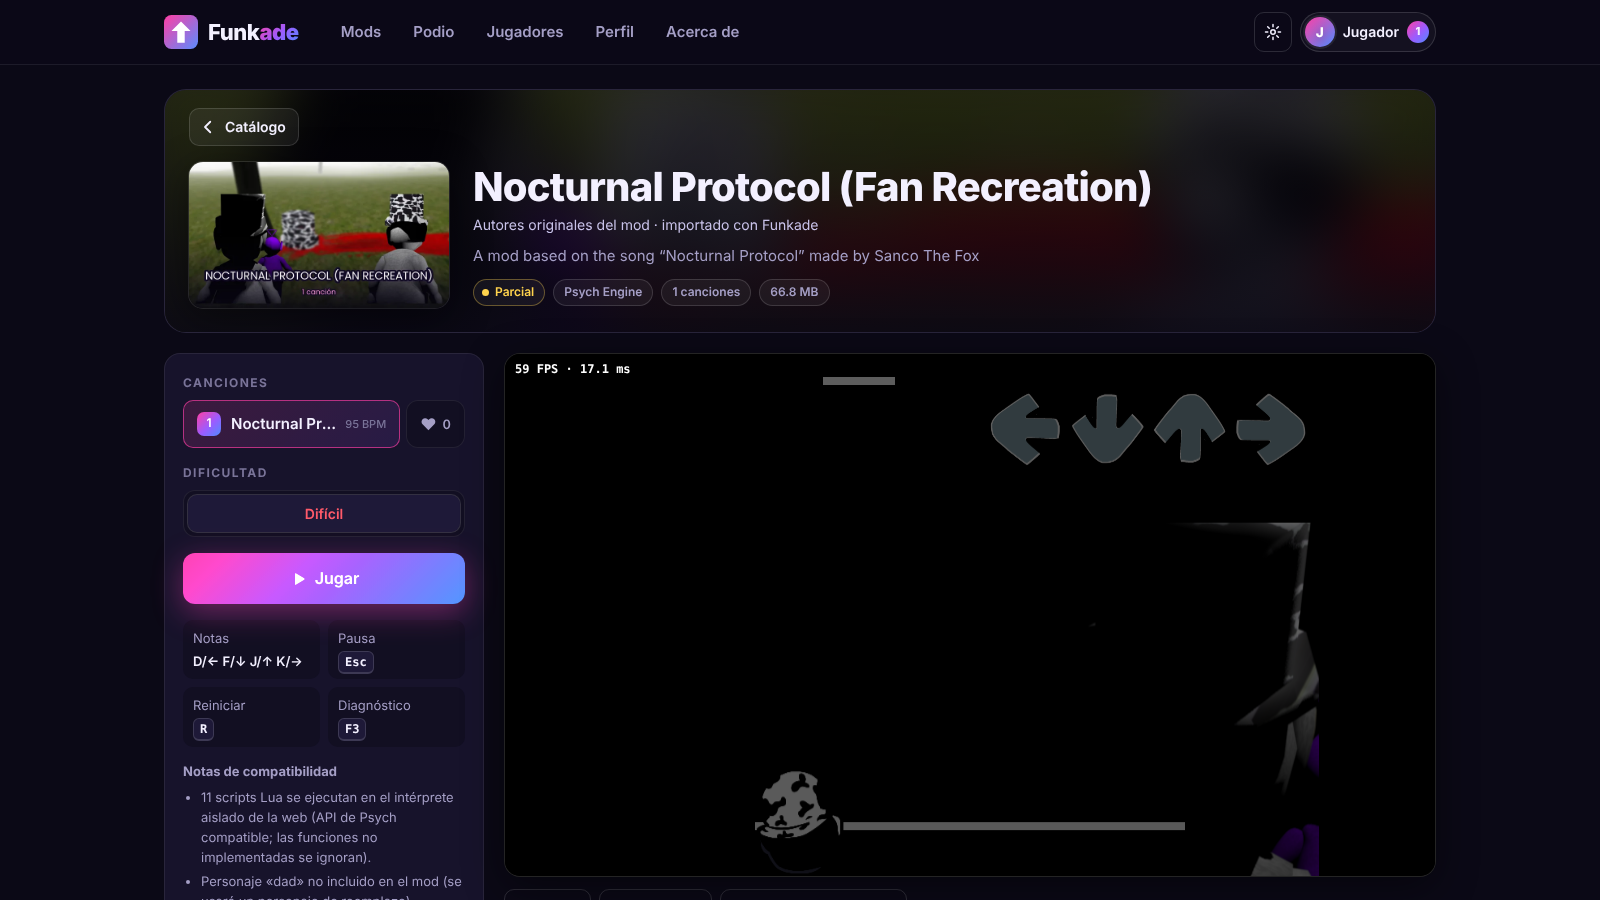 Funkade
Mods
Podio
Jugadores
Perfil
Acerca de
J
Jugador
1
Catálogo
NOCTURNAL PROTOCOL (FAN RECREATION)
1 canción
Nocturnal Protocol (Fan Recreation)
Autores originales del mod · importado con Funkade
A mod based on the song “Nocturnal Protocol” made by Sanco The Fox
Parcial
Psych Engine
1 canciones
66.8 MB
CANCIONES
1
Nocturnal Pr...
95 BPM
0
DIFICULTAD
Difícil
Jugar
Notas
D/← F/↓ J/↑ K/→
Pausa
Esc
Reiniciar
R
Diagnóstico
F3
Notas de compatibilidad
• 11 scripts Lua se ejecutan en el intérprete
aislado de la web (API de Psych
compatible; las funciones no
implementadas se ignoran).
• Personaje «dad» no incluido en el mod (se
59 FPS · 17.1 ms